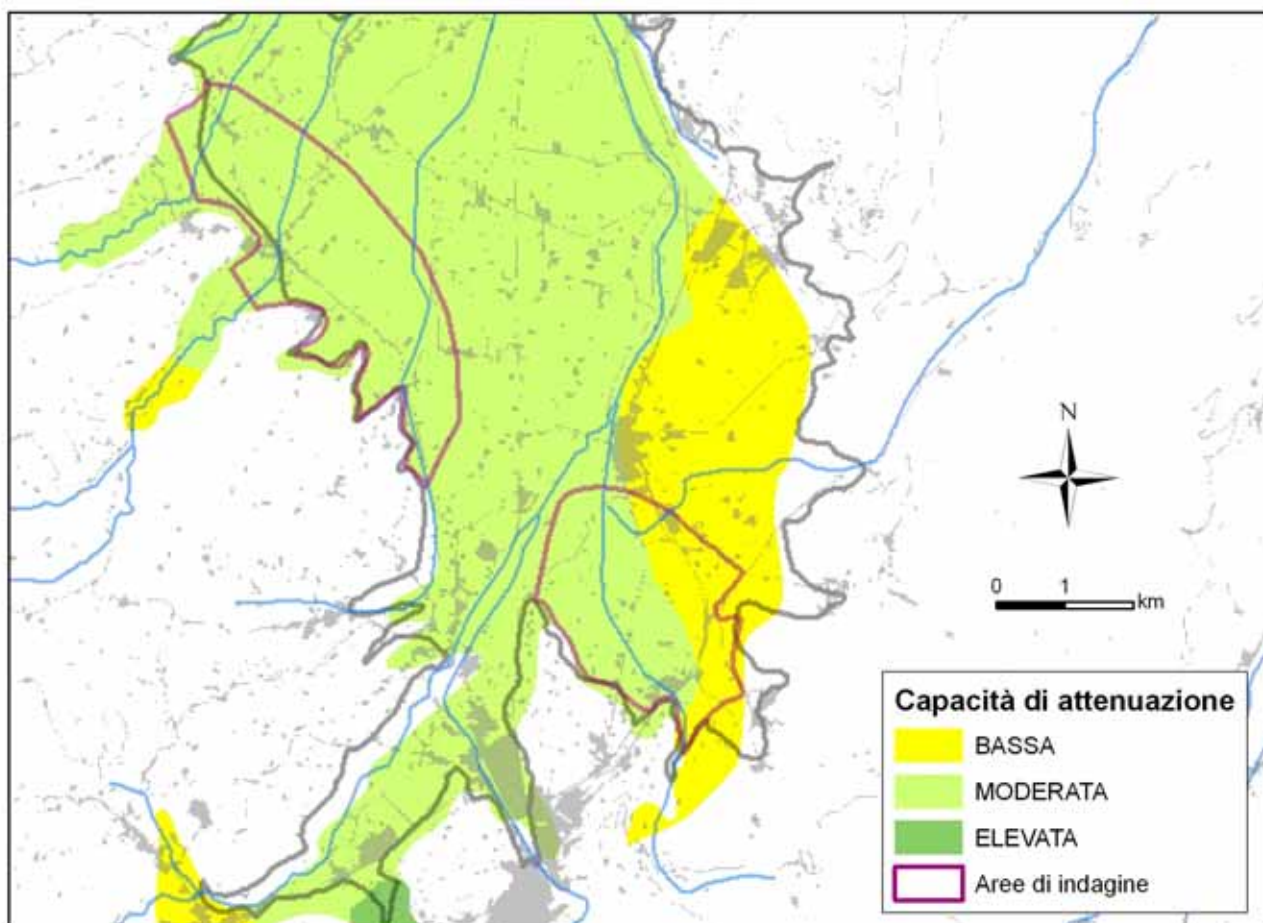 N
0 1 km
Capacità di attenuazione
BASSA
MODERATA
ELEVATA
Aree di indagine